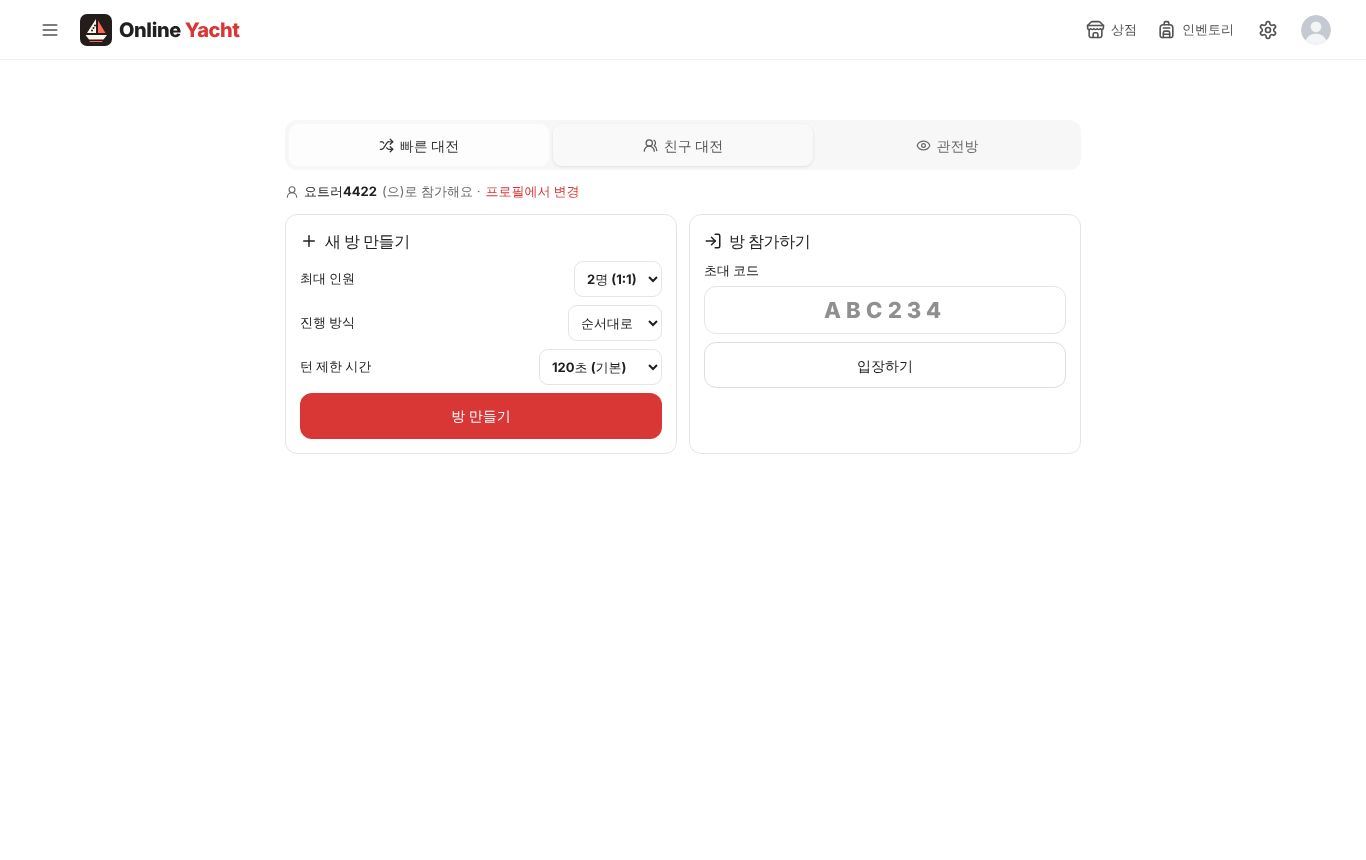 Online Yacht
상점
인벤토리
빠른 대전
친구 대전
관전방
요트러4422 (으)로 참가해요 · 프로필에서 변경
새 방 만들기
최대 인원
2명 (1:1)
진행 방식
순서대로
턴 제한 시간
120초 (기본)
방 만들기
방 참가하기
초대 코드
ABC234
입장하기